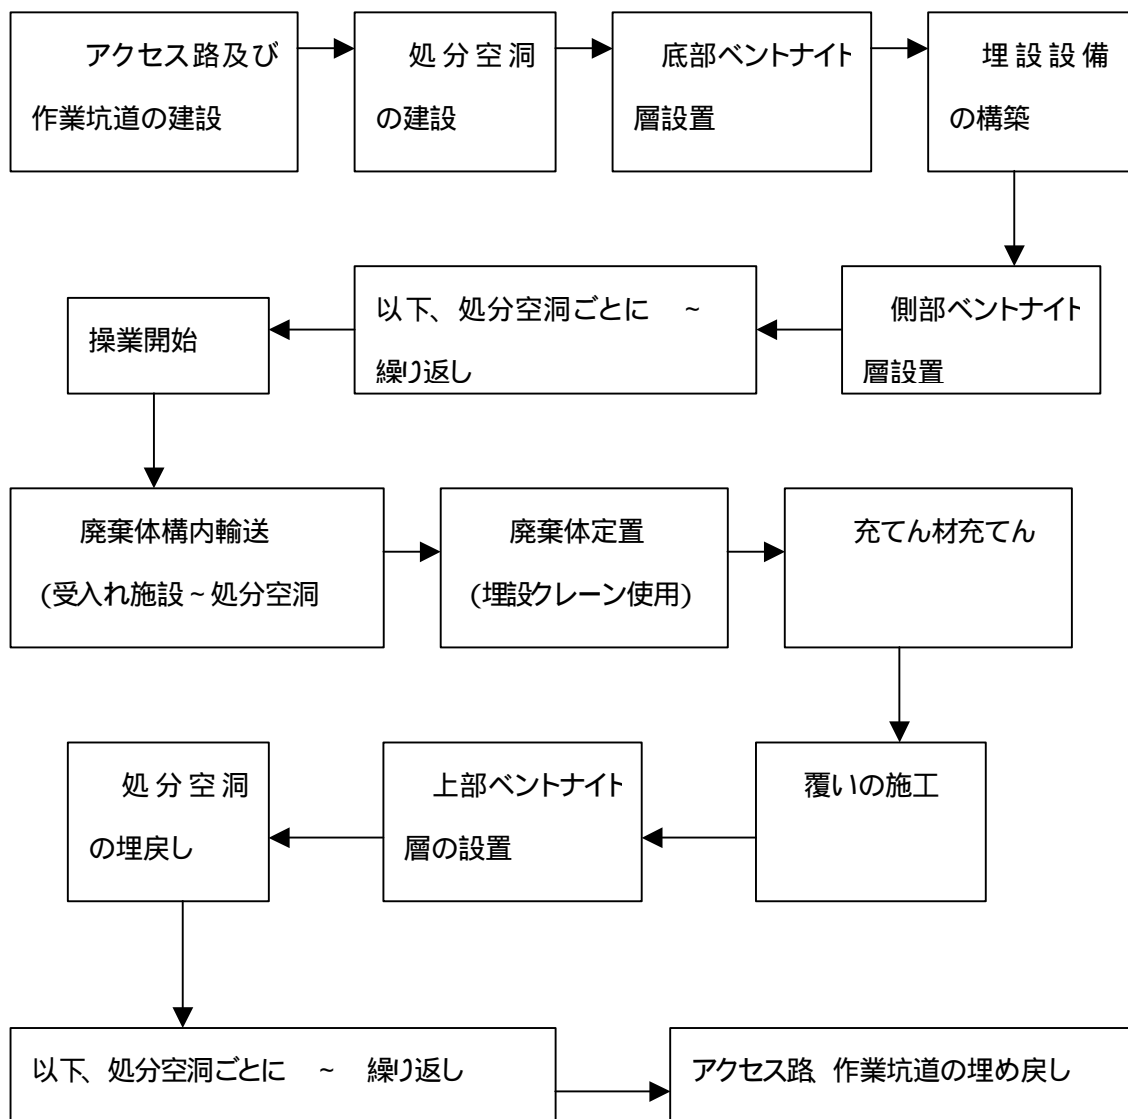 アクセス路及び
作業坑道の建設
処分空洞
の建設
底部ベントナイト
層設置
埋設設備
の構築
側部ベントナイト
層設置
以下、処分空洞ごとに　～
繰り返し
操業開始
廃棄体構内輸送
(受入れ施設～処分空洞
廃棄体定置
(埋設クレーン使用)
充てん材充てん
覆いの施工
上部ベントナイト
層の設置
処分空洞
の埋戻し
以下、処分空洞ごとに　～　繰り返し
アクセス路、作業坑道の埋め戻し